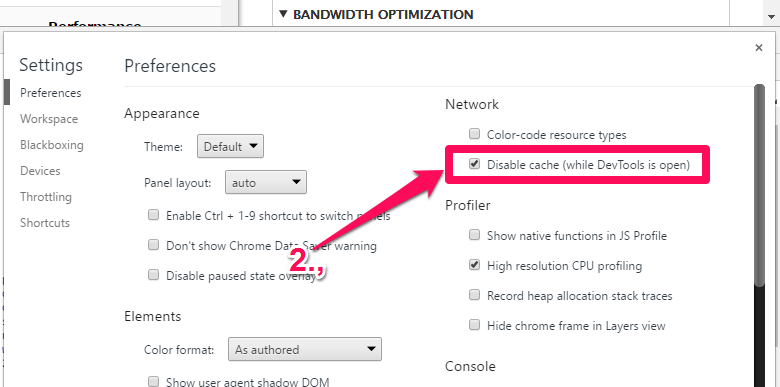 Performance
▼ BANDWIDTH OPTIMIZATION
Settings
Preferences
Workspace
Blackboxing
Devices
Throttling
Shortcuts
Preferences
Appearance
Theme: Default
Panel layout: auto
Enable Ctrl + 1-9 shortcut to switch panels
Don't show Chrome Data Saver warning
Disable paused state overlay
Elements
Color format: As authored
Show user agent shadow DOM
Network
Color-code resource types
Disable cache (while DevTools is open)
Profiler
Show native functions in JS Profile
High resolution CPU profiling
Record heap allocation stack traces
Hide chrome frame in Layers view
Console
2.,